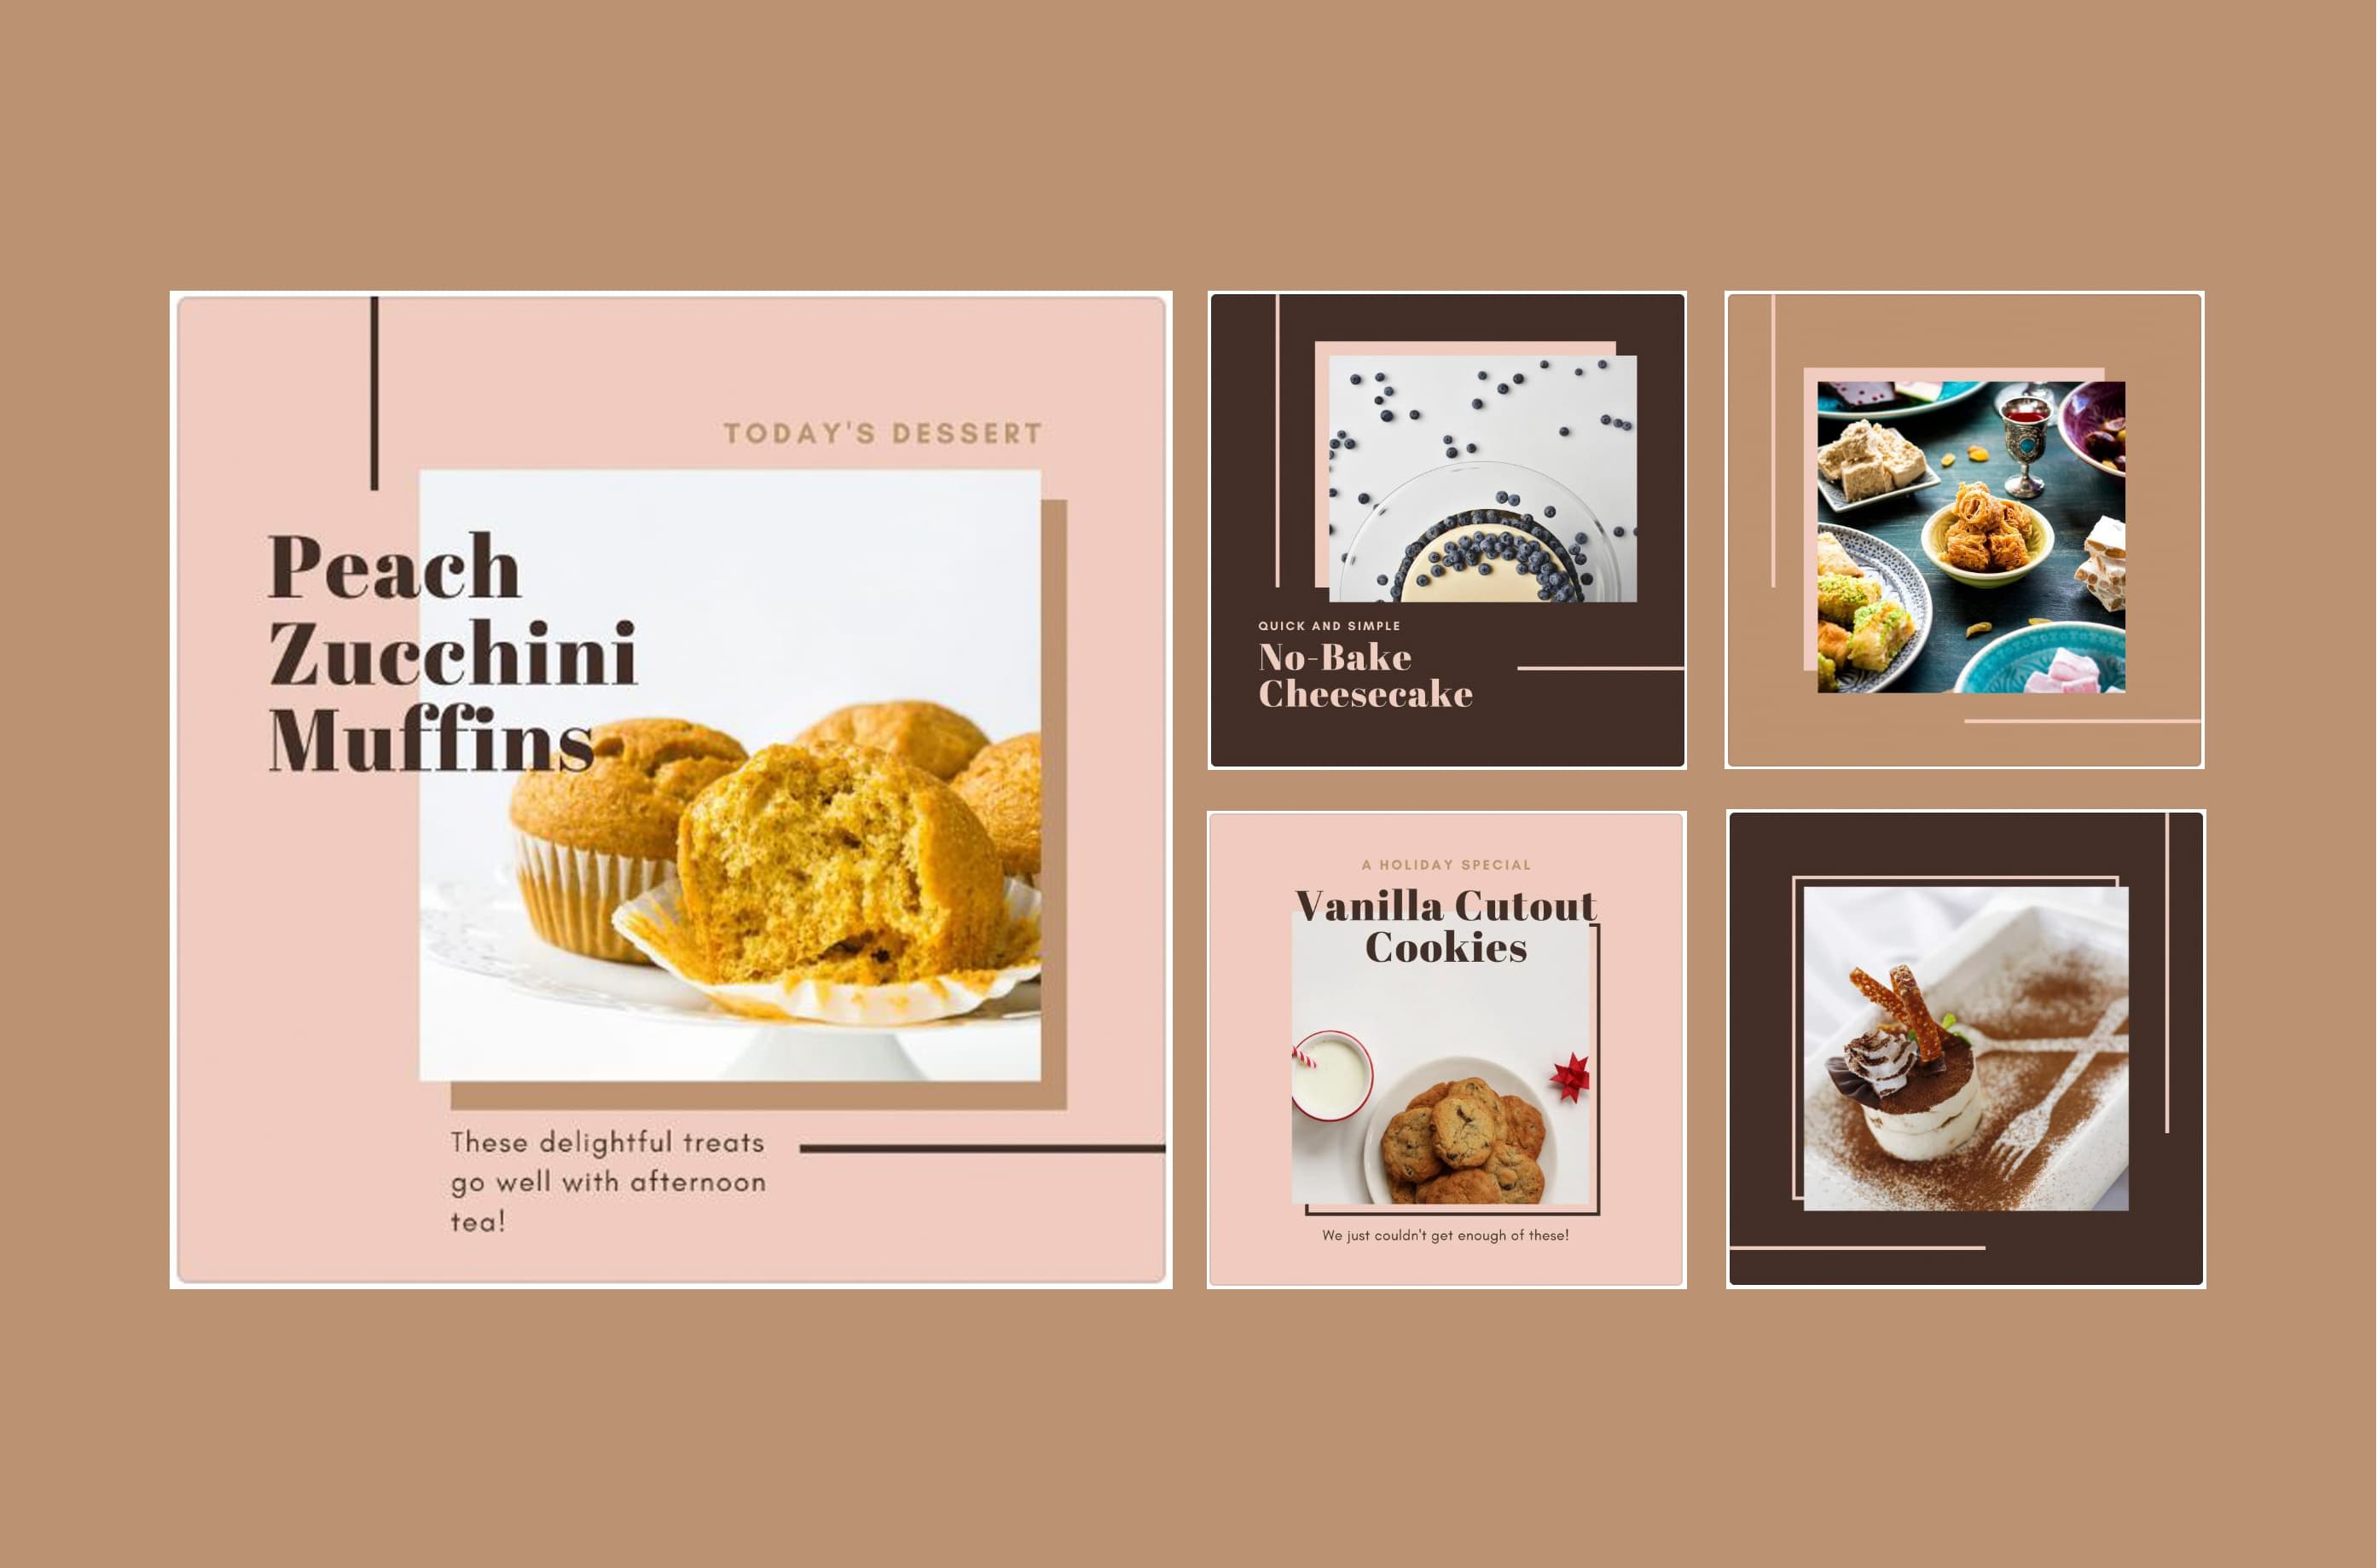 TODAY'S DESSERT
Peach
Zucchini
Muffins
These delightful treats
go well with afternoon
tea!
QUICK AND SIMPLE
No-Bake
Cheesecake
A HOLIDAY SPECIAL
Vanilla Cutout
Cookies
We just couldn't get enough of these!